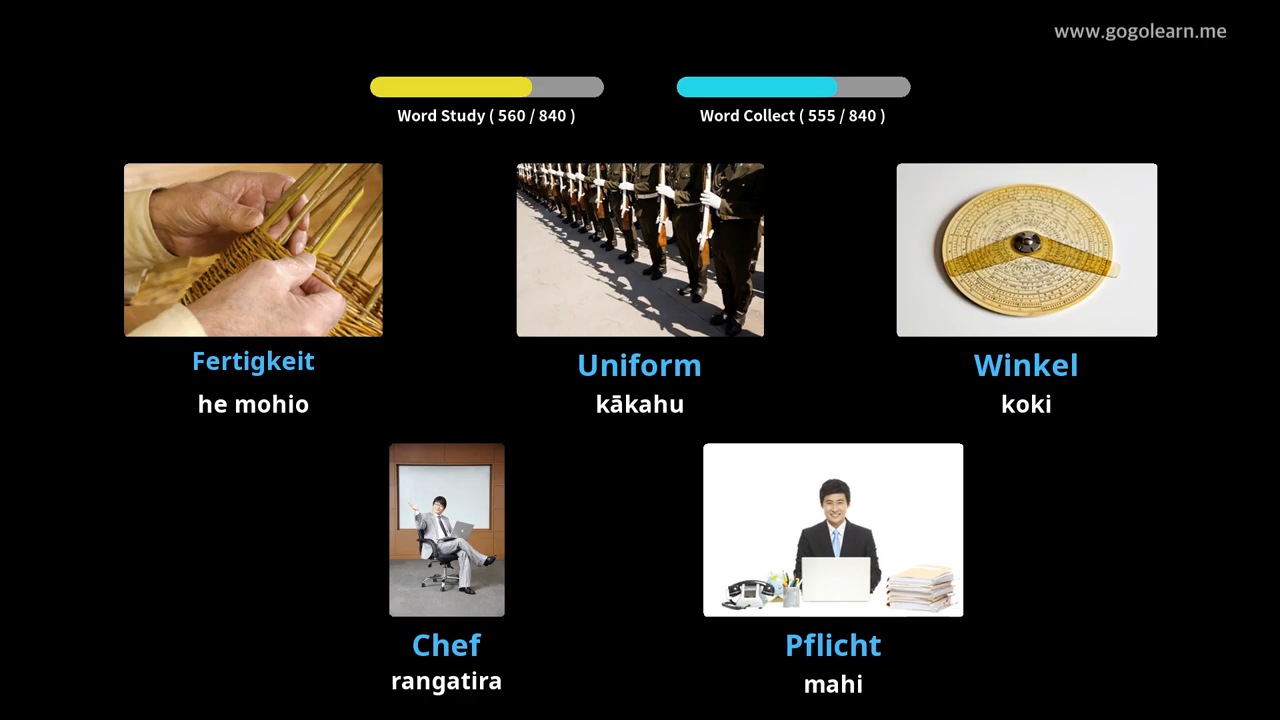 www.gogolearn.me
Word Study ( 560 / 840 )
Word Collect ( 555 / 840 )
Fertigkeit
he mohio
Uniform
kākahu
Winkel
koki
Chef
rangatira
Pflicht
mahi